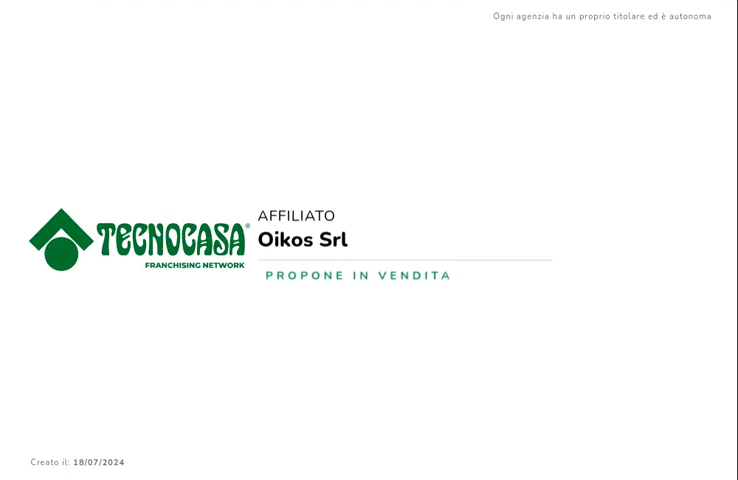 Ogni agenzia ha un proprio titolare ed è autonoma
AFFILIATO
TECNOCASA®
Oikos Srl
FRANCHISING NETWORK
PROPONE IN VENDITA
Creato il: 18/07/2024